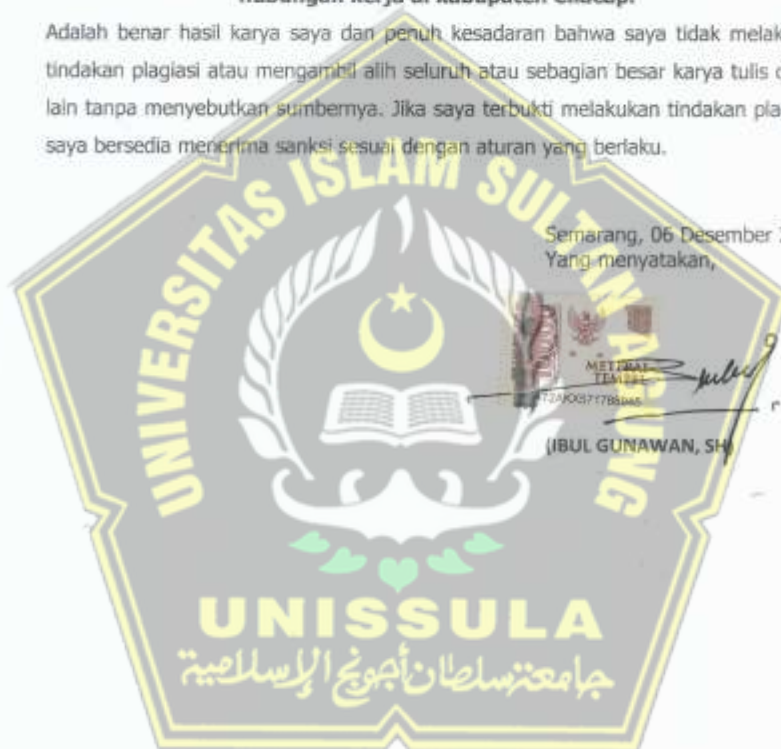 hubungan kerja di kabupaten Cilacap.
Adalah benar hasil karya saya dan penuh kesadaran bahwa saya tidak melak
tindakan plagiasi atau mengambil alih seluruh atau sebagian besar karya tulis o
lain tanpa menyebutkan sumbernya. Jika saya terbukti melakukan tindakan pla
saya bersedia menerima sanksi sesuai dengan aturan yang berlaku.
Semarang, 06 Desember 2
Yang menyatakan,
METERAI
TEMPEL
(IBUL GUNAWAN, SH)
UNIVERSITAS ISLAM SULTAN AGUNG
UNISSULA
جامعة سلطان أجونج الإسلامية